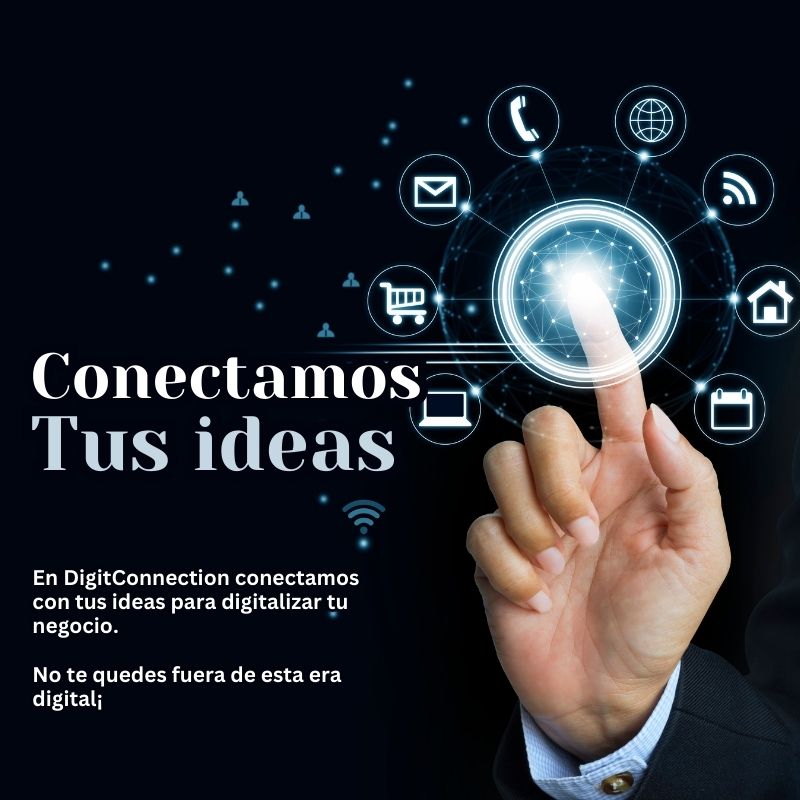 Conectamos
Tus ideas
En DigitConnection conectamos
con tus ideas para digitalizar tu
negocio.
No te quedes fuera de esta era
digital¡